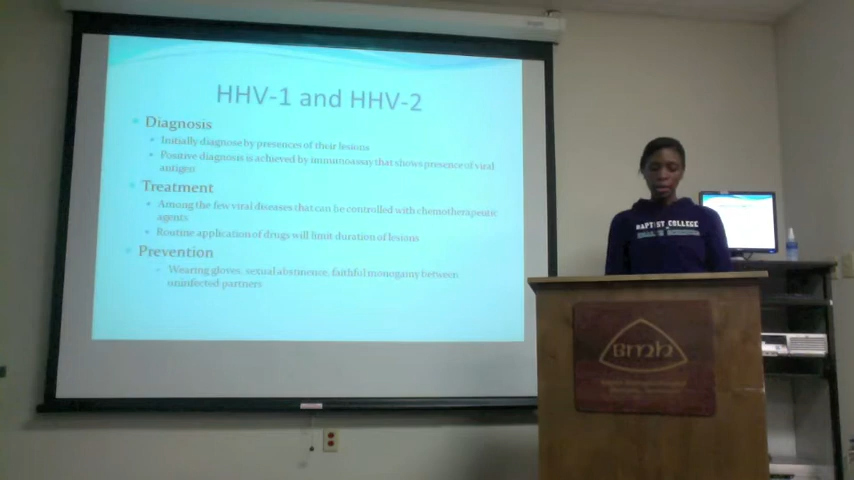 HHV-1 and HHV-2
Diagnosis
Initially diagnose by presences of their lesions
Positive diagnosis is achieved by immunoassay that shows presence of viral
antigen
Treatment
Among the few viral diseases that can be controlled with chemotherapeutic
agents
Routine application of drugs will limit duration of lesions
Prevention
Wearing gloves, sexual abstinence, faithful monogamy between
uninfected partners
BAPTIST COLLEGE
Bmh